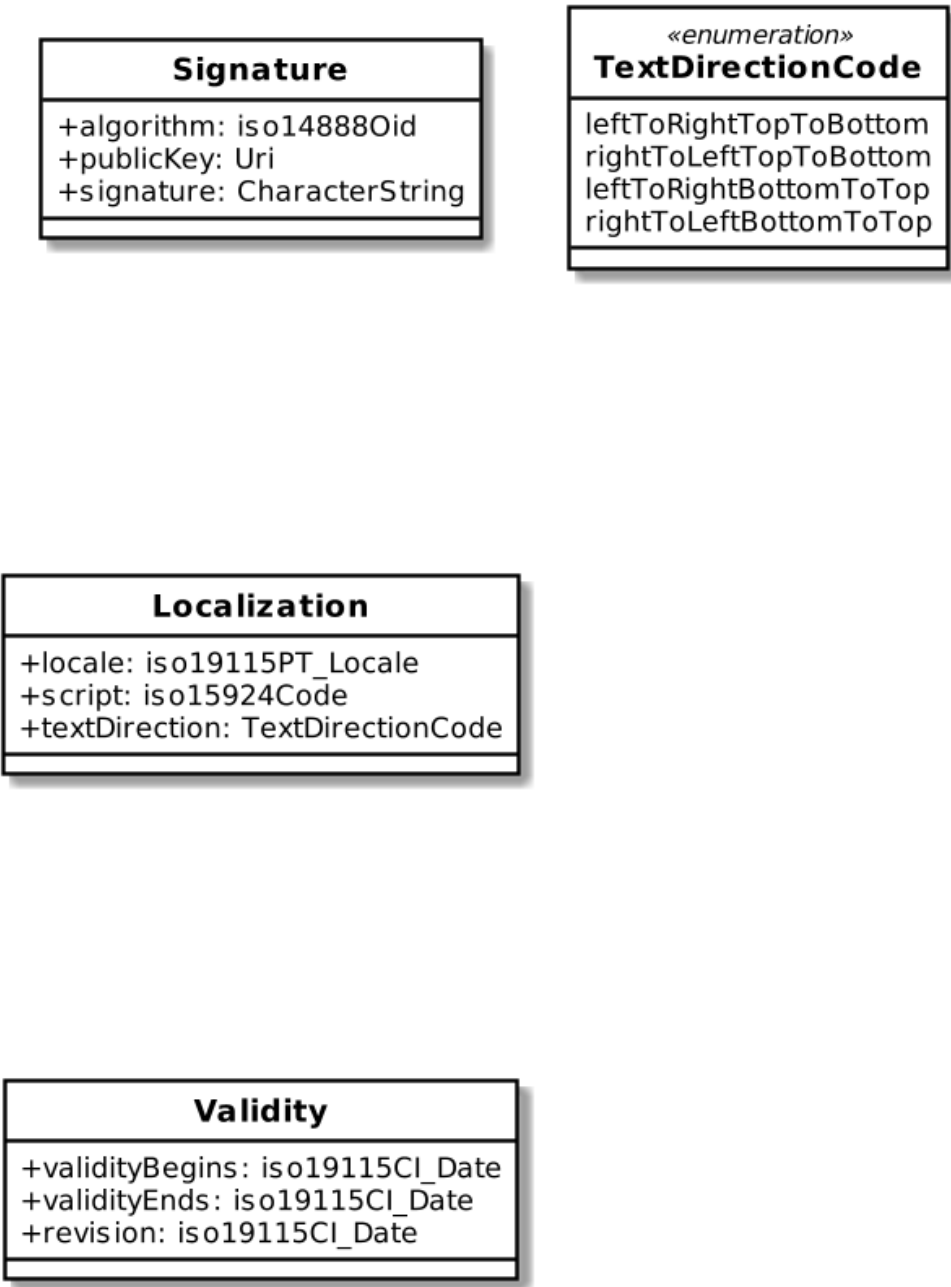 Signature
+algorithm: iso14888Oid
+publicKey: Uri
+signature: CharacterString
«enumeration»
TextDirectionCode
leftToRightTopToBottom
rightToLeftTopToBottom
leftToRightBottomToTop
rightToLeftBottomToTop
Localization
+locale: iso19115PT_Locale
+script: iso15924Code
+textDirection: TextDirectionCode
Validity
+validityBegins: iso19115CI_Date
+validityEnds: iso19115CI_Date
+revision: iso19115CI_Date